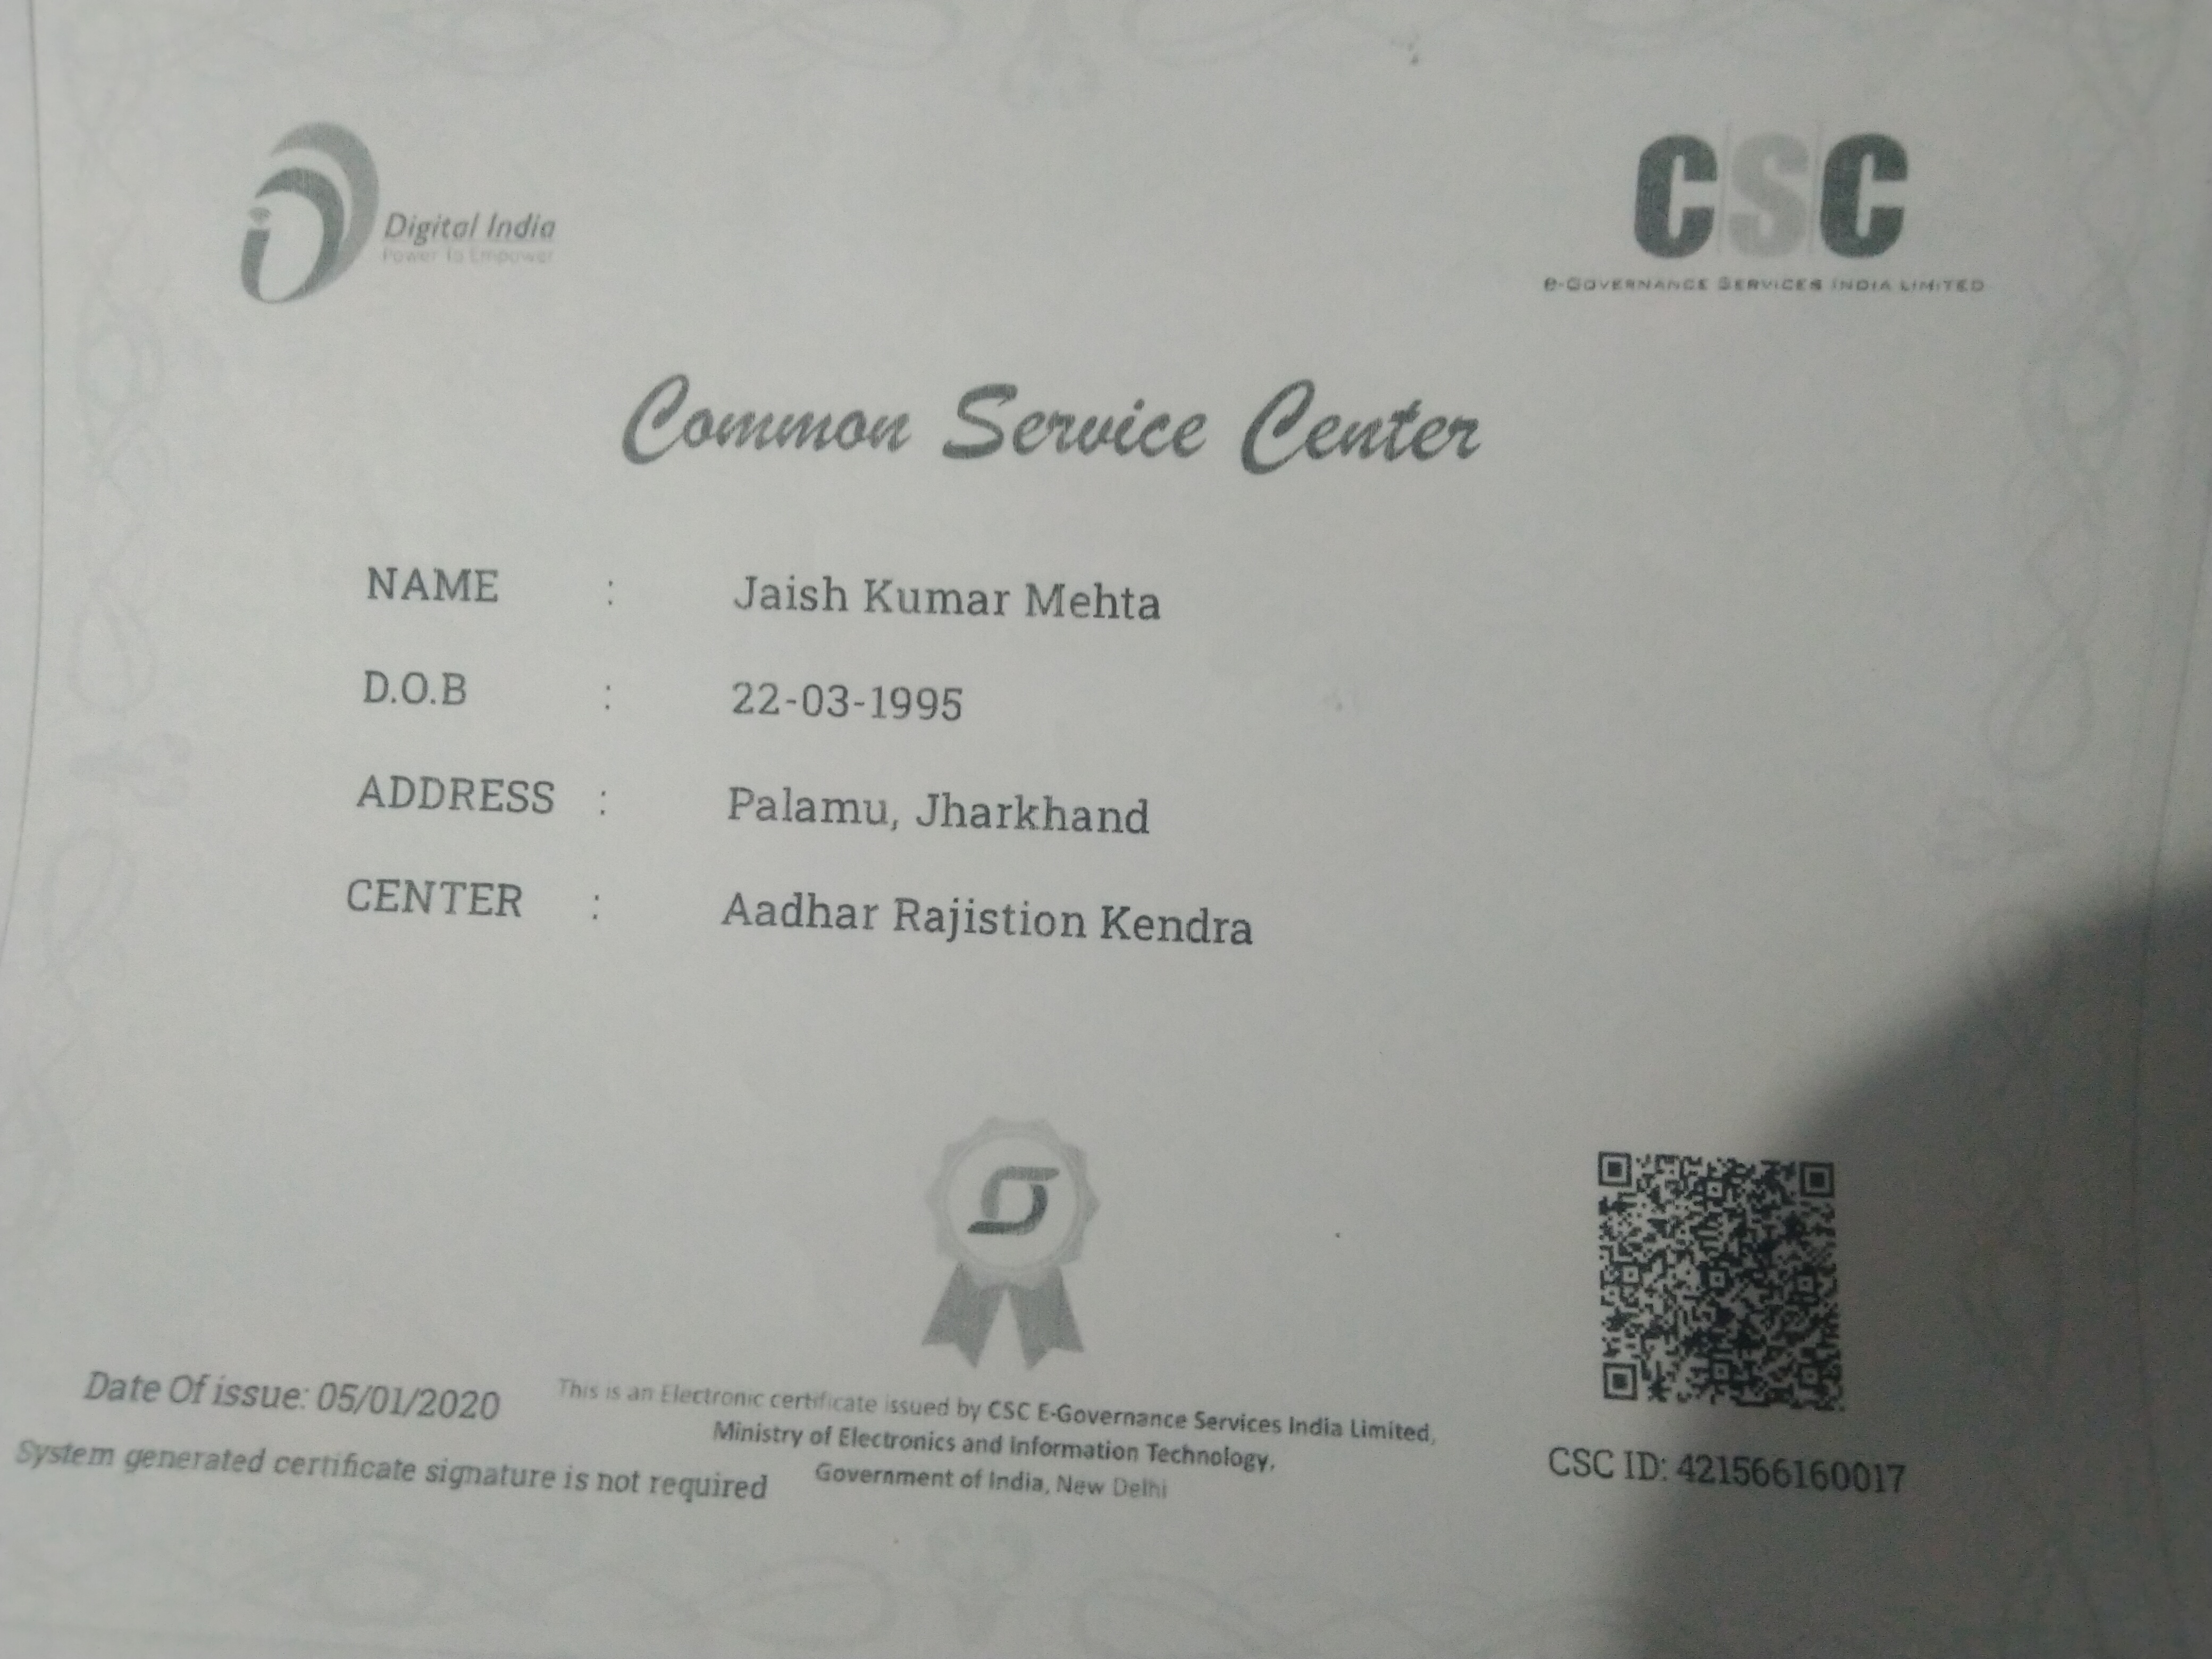 Digital India
Power To Empower
CSC
e-Governance Services India Limited
Common Service Center
NAME : Jaish Kumar Mehta
D.O.B : 22-03-1995
ADDRESS : Palamu, Jharkhand
CENTER : Aadhar Rajistion Kendra
Date Of issue: 05/01/2020
System generated certificate signature is not required
This is an Electronic certificate issued by CSC E-Governance Services India Limited,
Ministry of Electronics and Information Technology,
Government of India, New Delhi
CSC ID: 421566160017